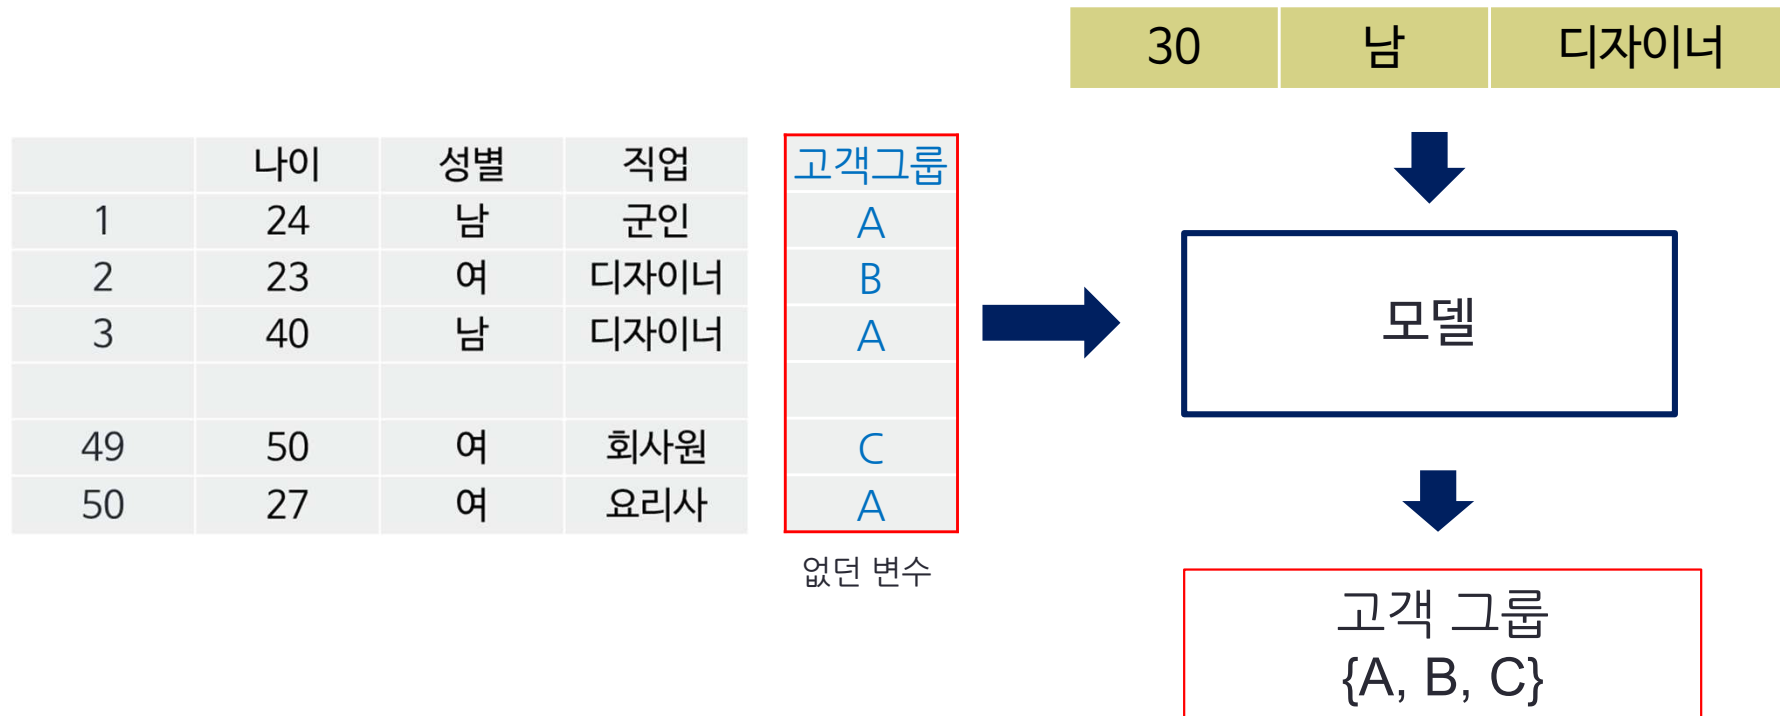 30 남 디자이너
나이 성별 직업 고객그룹
1 24 남 군인 A
2 23 여 디자이너 B
3 40 남 디자이너 A
모델
49 50 여 회사원 C
50 27 여 요리사 A
없던 변수
고객 그룹
{A, B, C}